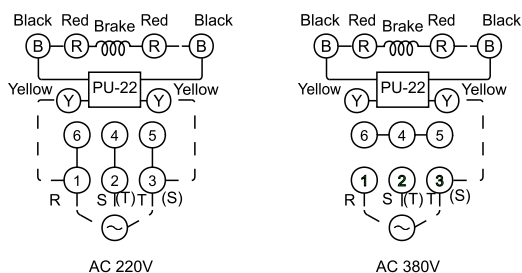 Black Red Brake Red Black Black Red Brake Red Black
B R R B B R R B
Yellow PU-22 Yellow Yellow PU-22 Yellow
Y Y Y Y
6 4 5 6 4 5
1 2 3 1 2 3
R S (T) T (S) R S (T) T (S)
AC 220V AC 380V